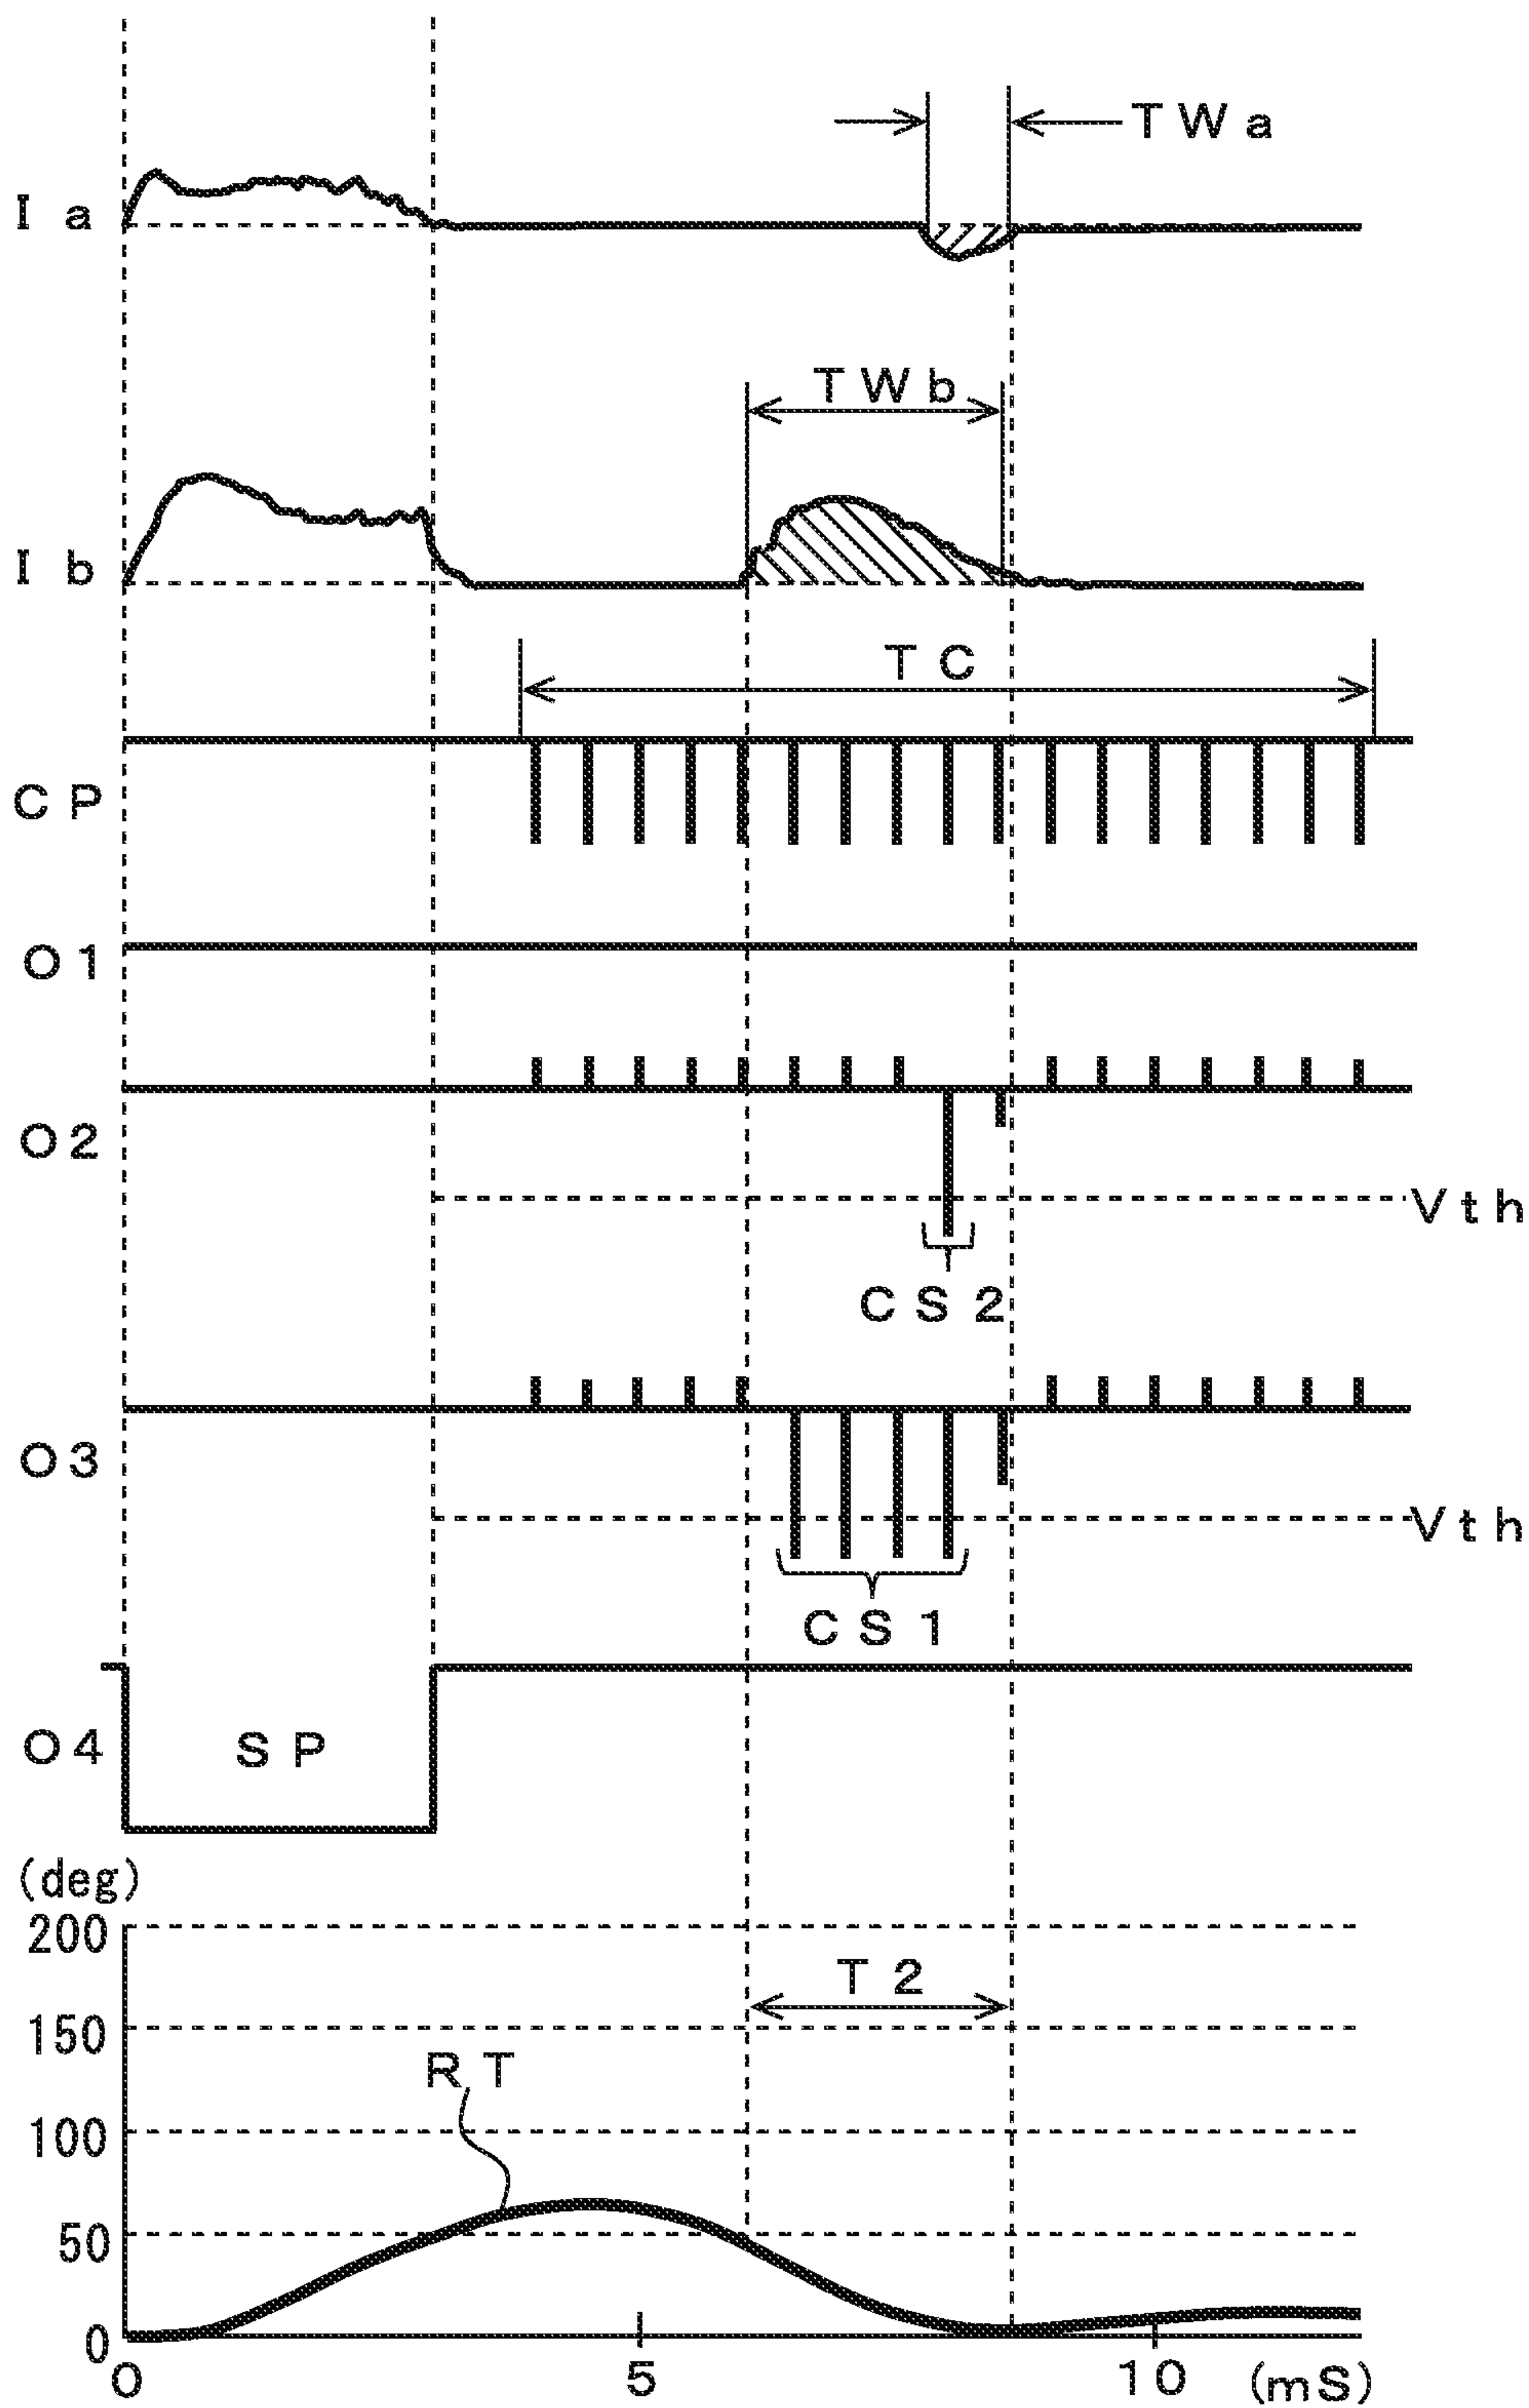 TWa
Ia
TWb
Ib
TC
CP
O1
O2
Vth
CS2
O3
Vth
CS1
O4
SP
(deg)
200
T2
150
RT
100
50
0
0 5 10 (mS)